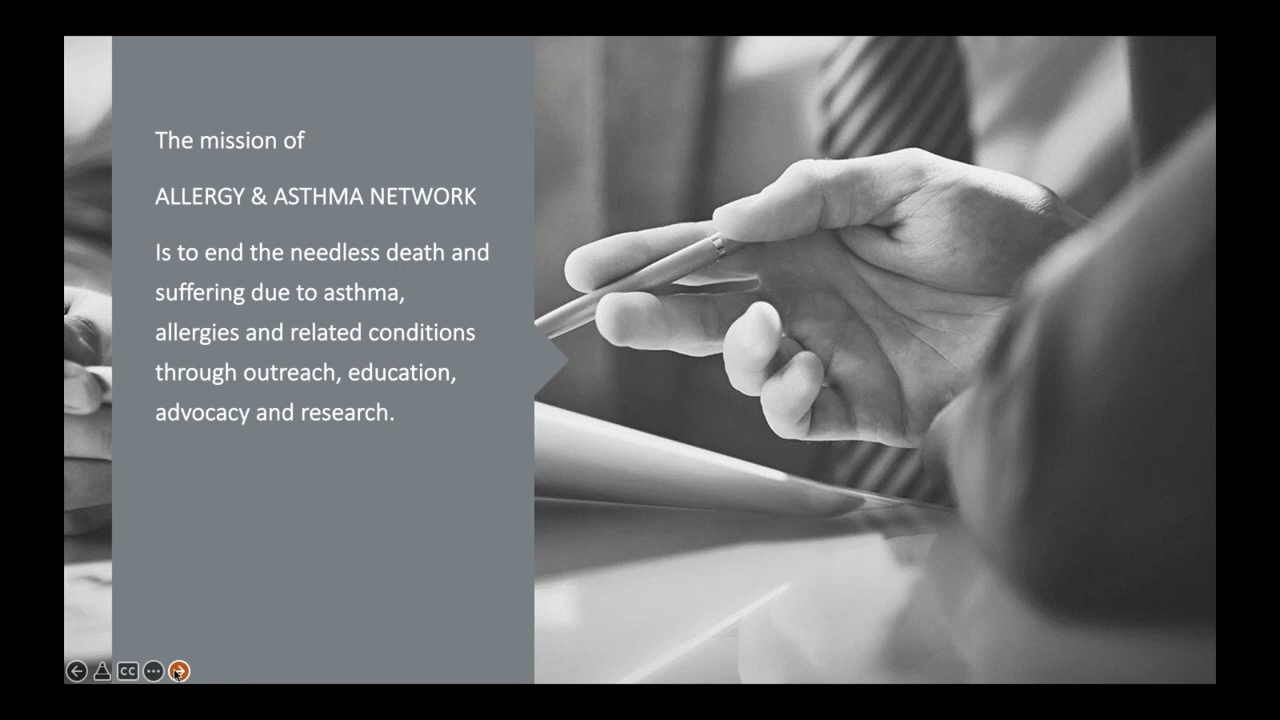 The mission of
ALLERGY & ASTHMA NETWORK
Is to end the needless death and
suffering due to asthma,
allergies and related conditions
through outreach, education,
advocacy and research.
CC